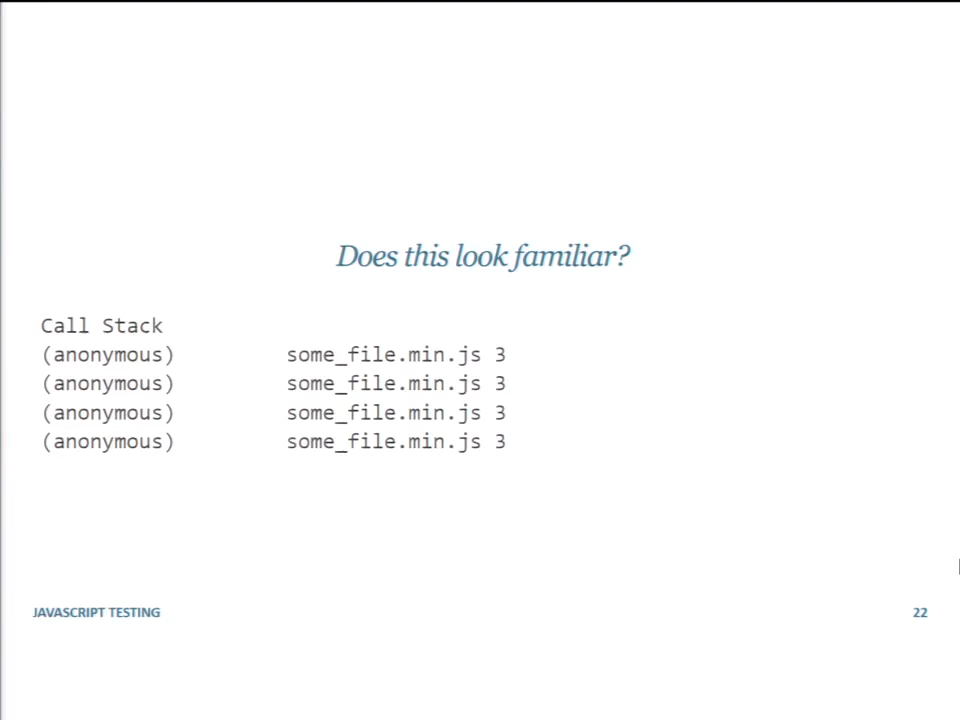 Does this look familiar?
Call Stack
(anonymous) some_file.min.js 3
(anonymous) some_file.min.js 3
(anonymous) some_file.min.js 3
(anonymous) some_file.min.js 3
JAVASCRIPT TESTING 22